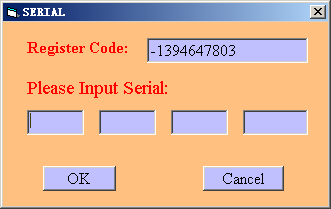 SERIAL
Register Code: -1394647803
Please Input Serial:
OK Cancel